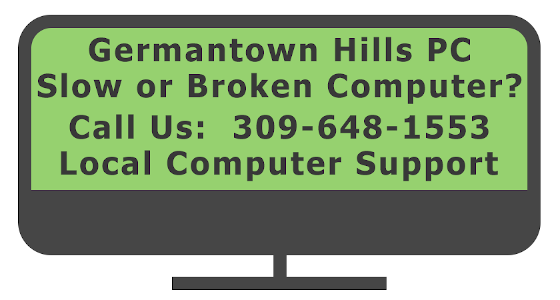 Germantown Hills PC
Slow or Broken Computer?
Call Us:  309-648-1553
Local Computer Support